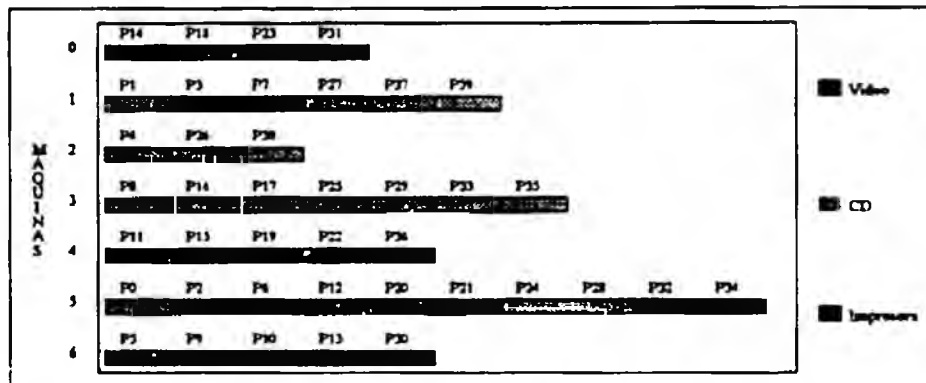 P14 P18 P23 P31
0
P1 P3 P7 P27 P37 P39
1
Video
P4 P26 P38
2
MAQUINAS
P8 P16 P17 P25 P29 P33 P35
3
CD
P11 P15 P19 P22 P36
4
P0 P2 P6 P12 P20 P21 P28 P32 P34
5
Impresora
P5 P9 P10 P13 P30
6